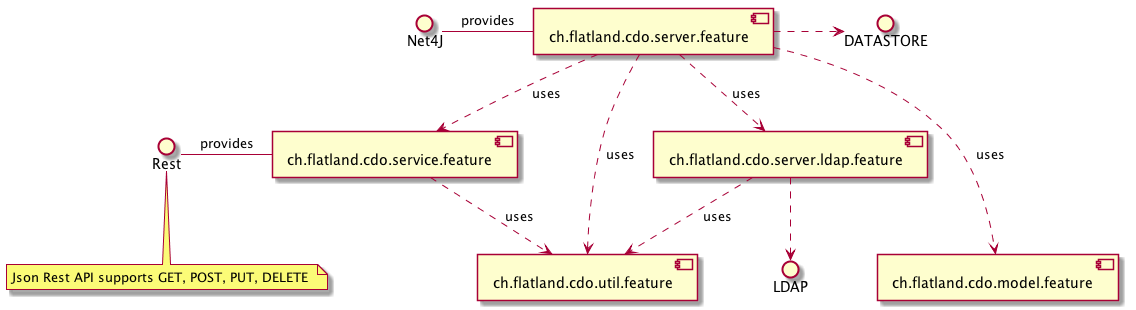 provides
Net4J
ch.flatland.cdo.server.feature
DATASTORE
uses
uses
uses
uses
provides
Rest
ch.flatland.cdo.service.feature
ch.flatland.cdo.server.ldap.feature
uses
uses
Json Rest API supports GET, POST, PUT, DELETE
ch.flatland.cdo.util.feature
LDAP
ch.flatland.cdo.model.feature